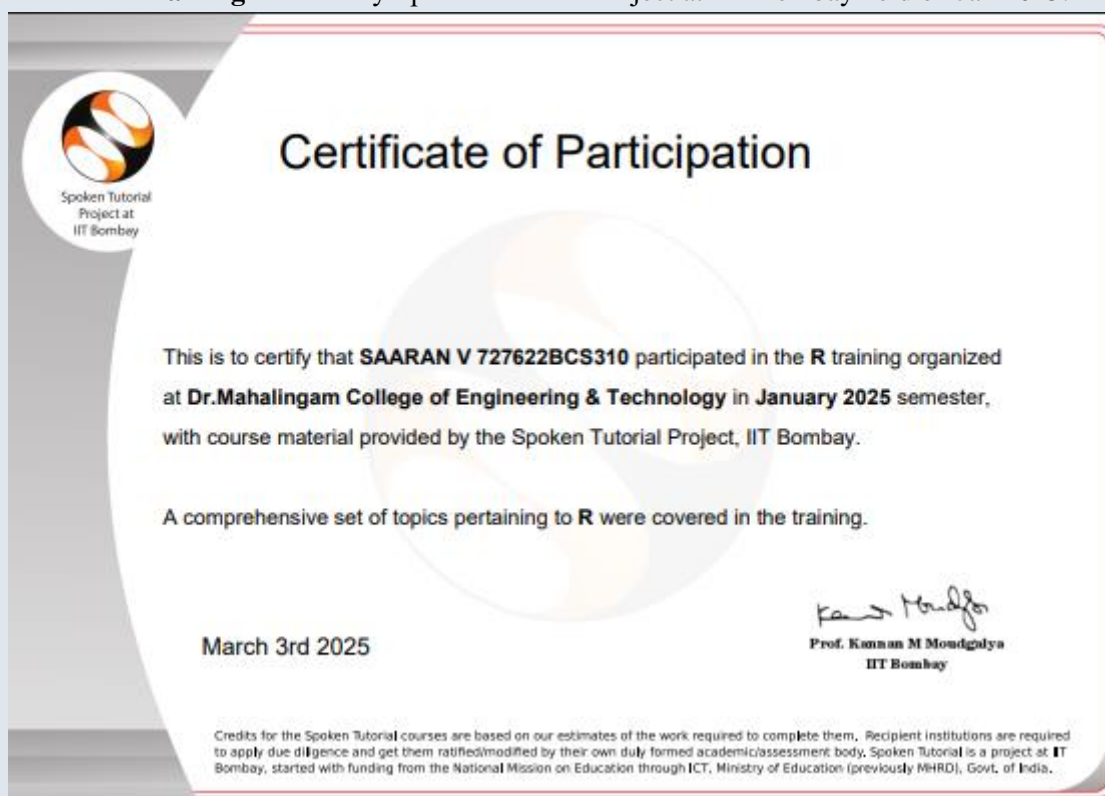 Spoken Tutorial
Project at
IIT Bombay
Certificate of Participation
This is to certify that SAARAN V 727622BCS310 participated in the R training organized
at Dr.Mahalingam College of Engineering & Technology in January 2025 semester,
with course material provided by the Spoken Tutorial Project, IIT Bombay.
A comprehensive set of topics pertaining to R were covered in the training.
March 3rd 2025
Prof. Kannan M Moudgalya
IIT Bombay
Credits for the Spoken Tutorial courses are based on our estimates of the work required to complete them. Recipient institutions are required
to apply due diligence and get them ratified/modified by their own duly formed academic/assessment body. Spoken Tutorial is a project at IIT
Bombay, started with funding from the National Mission on Education through ICT, Ministry of Education (previously MHRD), Govt. of India.